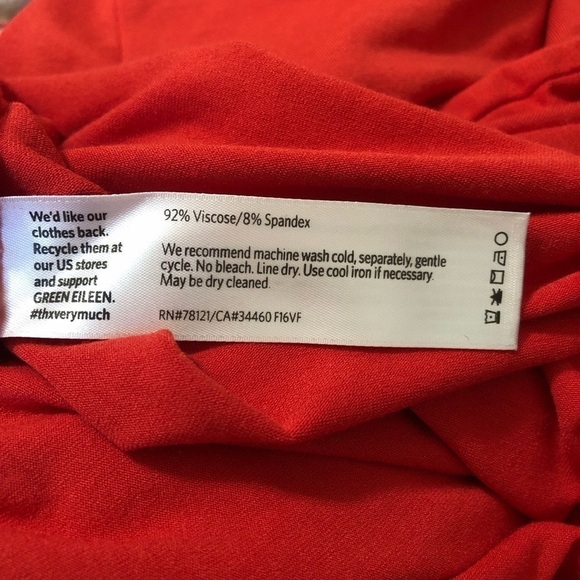 We'd like our
clothes back.
Recycle them at
our US stores
and support
GREEN EILEEN.
#thxverymuch
92% Viscose/8% Spandex
We recommend machine wash cold, separately, gentle
cycle. No bleach. Line dry. Use cool iron if necessary.
May be dry cleaned.
RN#78121/CA#34460 F16VF